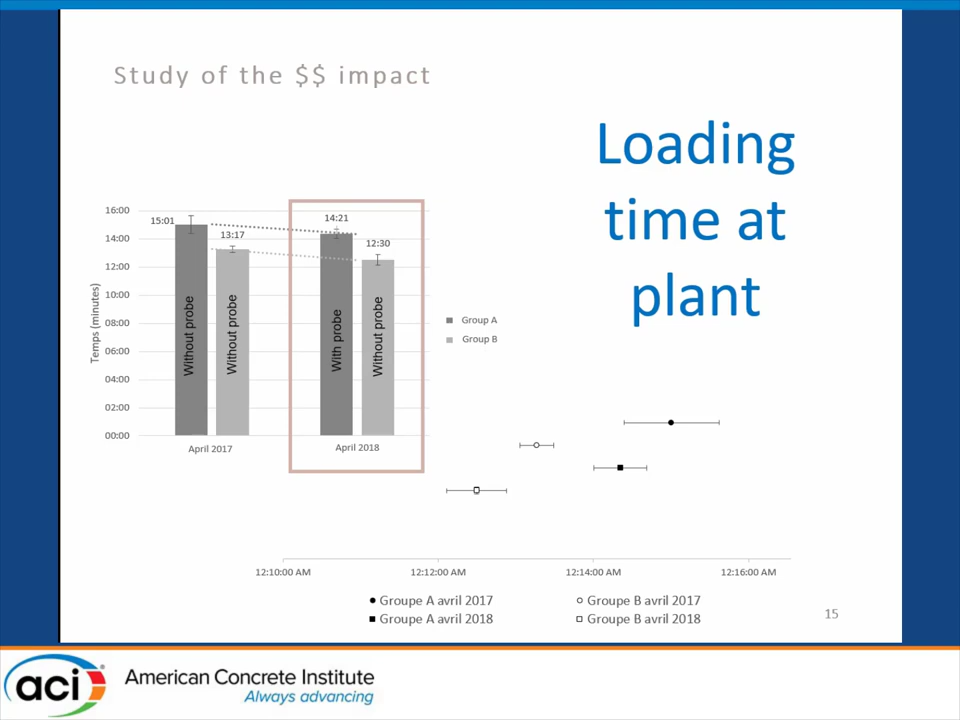 Study of the $$ impact
Loading
time at
plant
16:00
14:00
12:00
10:00
08:00
06:00
04:00
02:00
00:00
Temps (minutes)
15:01
13:17
14:21
12:30
Without probe
Without probe
With probe
Without probe
April 2017
April 2018
Group A
Group B
12:10:00 AM
12:12:00 AM
12:14:00 AM
12:16:00 AM
Groupe A avril 2017
Groupe B avril 2017
Groupe A avril 2018
Groupe B avril 2018
15
aci
American Concrete Institute
Always advancing